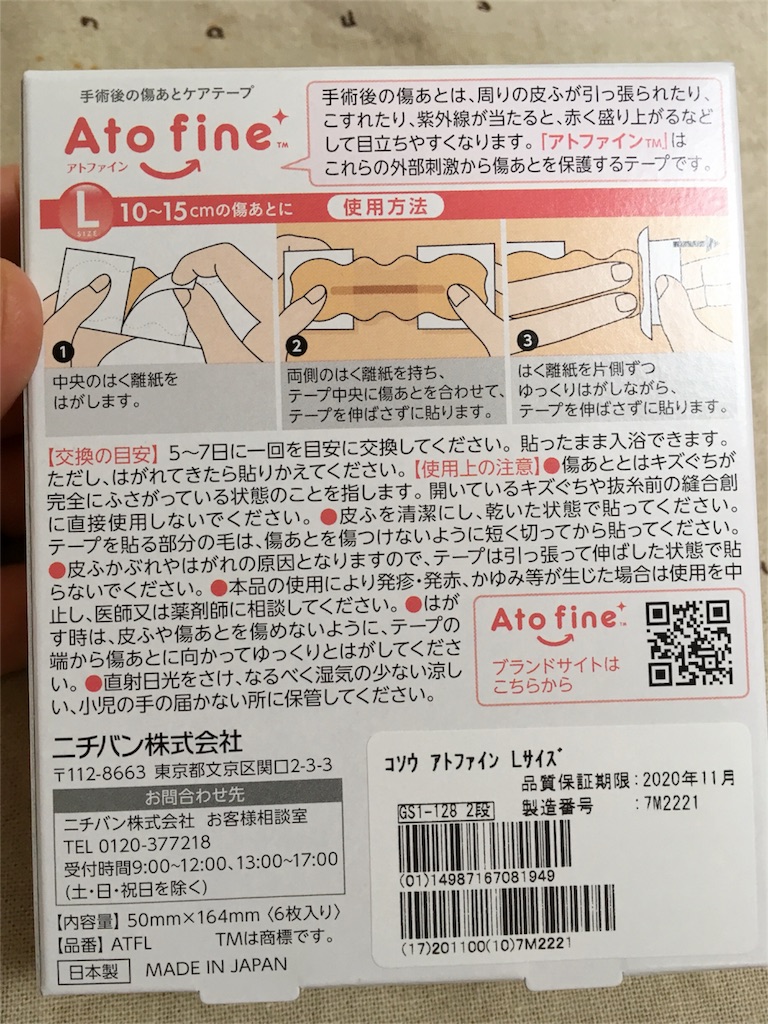 手術後の傷あとケアテープ
Ato fine™
アトファイン
手術後の傷あとは、周りの皮ふが引っ張られたり、
こすれたり、紫外線が当たると、赤く盛り上がるなど
して目立ちやすくなります。「アトファイン™」は
これらの外部刺激から傷あとを保護するテープです。
L
SIZE
10~15cmの傷あとに
使用方法
1
中央のはく離紙を
はがします。
2
両側のはく離紙を持ち、
テープ中央に傷あとを合わせて、
テープを伸ばさずに貼ります。
3
はく離紙を片側ずつ
ゆっくりはがしながら、
テープを伸ばさずに貼ります。
【交換の目安】5~7日に一回を目安に交換してください。貼ったまま入浴できます。
ただし、はがれてきたら貼りかえてください。【使用上の注意】●傷あととはキズぐちが
完全にふさがっている状態のことを指します。開いているキズぐちや抜糸前の縫合創
に直接使用しないでください。●皮ふを清潔にし、乾いた状態で貼ってください。
テープを貼る部分の毛は、傷あとを傷つけないように短く切ってから貼ってください。
●皮ふかぶれやはがれの原因となりますので、テープは引っ張って伸ばした状態で貼
らないでください。●本品の使用により発疹・発赤、かゆみ等が生じた場合は使用を中
止し、医師又は薬剤師に相談してください。●はが
す時は、皮ふや傷あとを傷めないように、テープの
端から傷あとに向かってゆっくりとはがしてくださ
い。●直射日光をさけ、なるべく湿気の少ない涼し
い、小児の手の届かない所に保管してください。
Ato fine™
ブランドサイトは
こちらから
ニチバン株式会社
〒112-8663 東京都文京区関口2-3-3
お問合わせ先
ニチバン株式会社 お客様相談室
TEL 0120-377218
受付時間9:00~12:00、13:00~17:00
(土・日・祝日を除く)
【内容量】50mm×164mm〈6枚入り〉
【品番】ATFL TMは商標です。
日本製 MADE IN JAPAN
コソウ アトファイン Lサイズ
品質保証期限:2020年11月
GS1-128 2段 製造番号 :7M2221
(01)14987167081949
(17)201100(10)7M2221